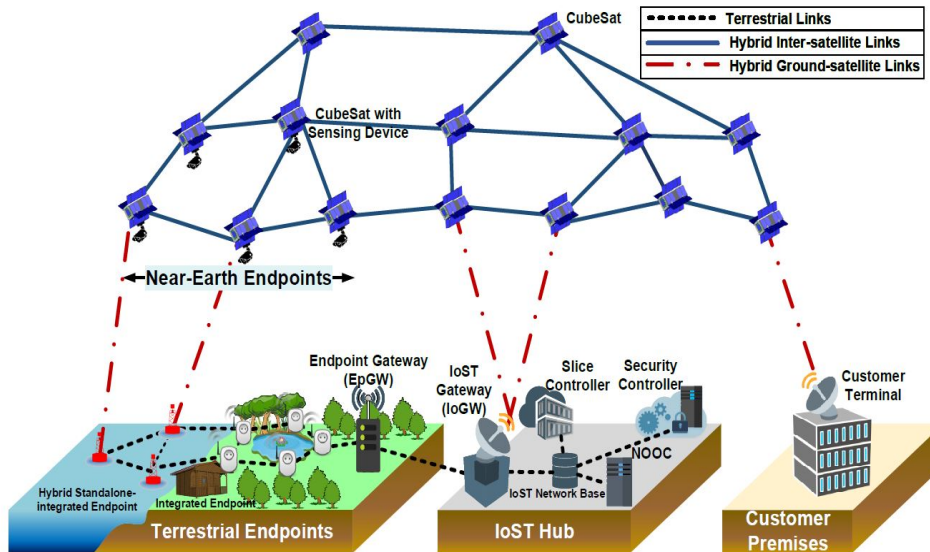 CubeSat
Terrestrial Links
Hybrid Inter-satellite Links
Hybrid Ground-satellite Links
CubeSat with
Sensing Device
Near-Earth Endpoints
Endpoint Gateway
(EpGW)
IoST
Gateway
(IoGW)
Slice
Controller
Security
Controller
Customer
Terminal
NOOC
Hybrid Standalone-
integrated Endpoint
Integrated Endpoint
IoST Network Base
Terrestrial Endpoints
IoST Hub
Customer
Premises